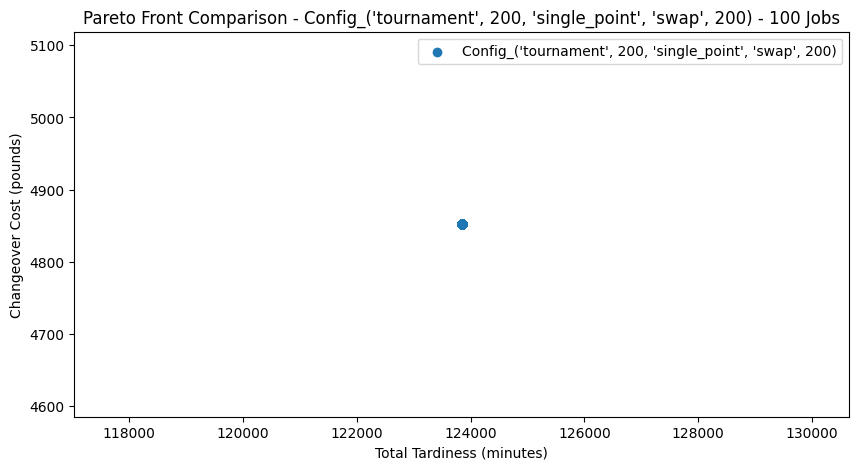 Pareto Front Comparison - Config_('tournament', 200, 'single_point', 'swap', 200) - 100 Jobs
Config_('tournament', 200, 'single_point', 'swap', 200)
Changeover Cost (pounds)
5100
5000
4900
4800
4700
4600
118000 120000 122000 124000 126000 128000 130000
Total Tardiness (minutes)